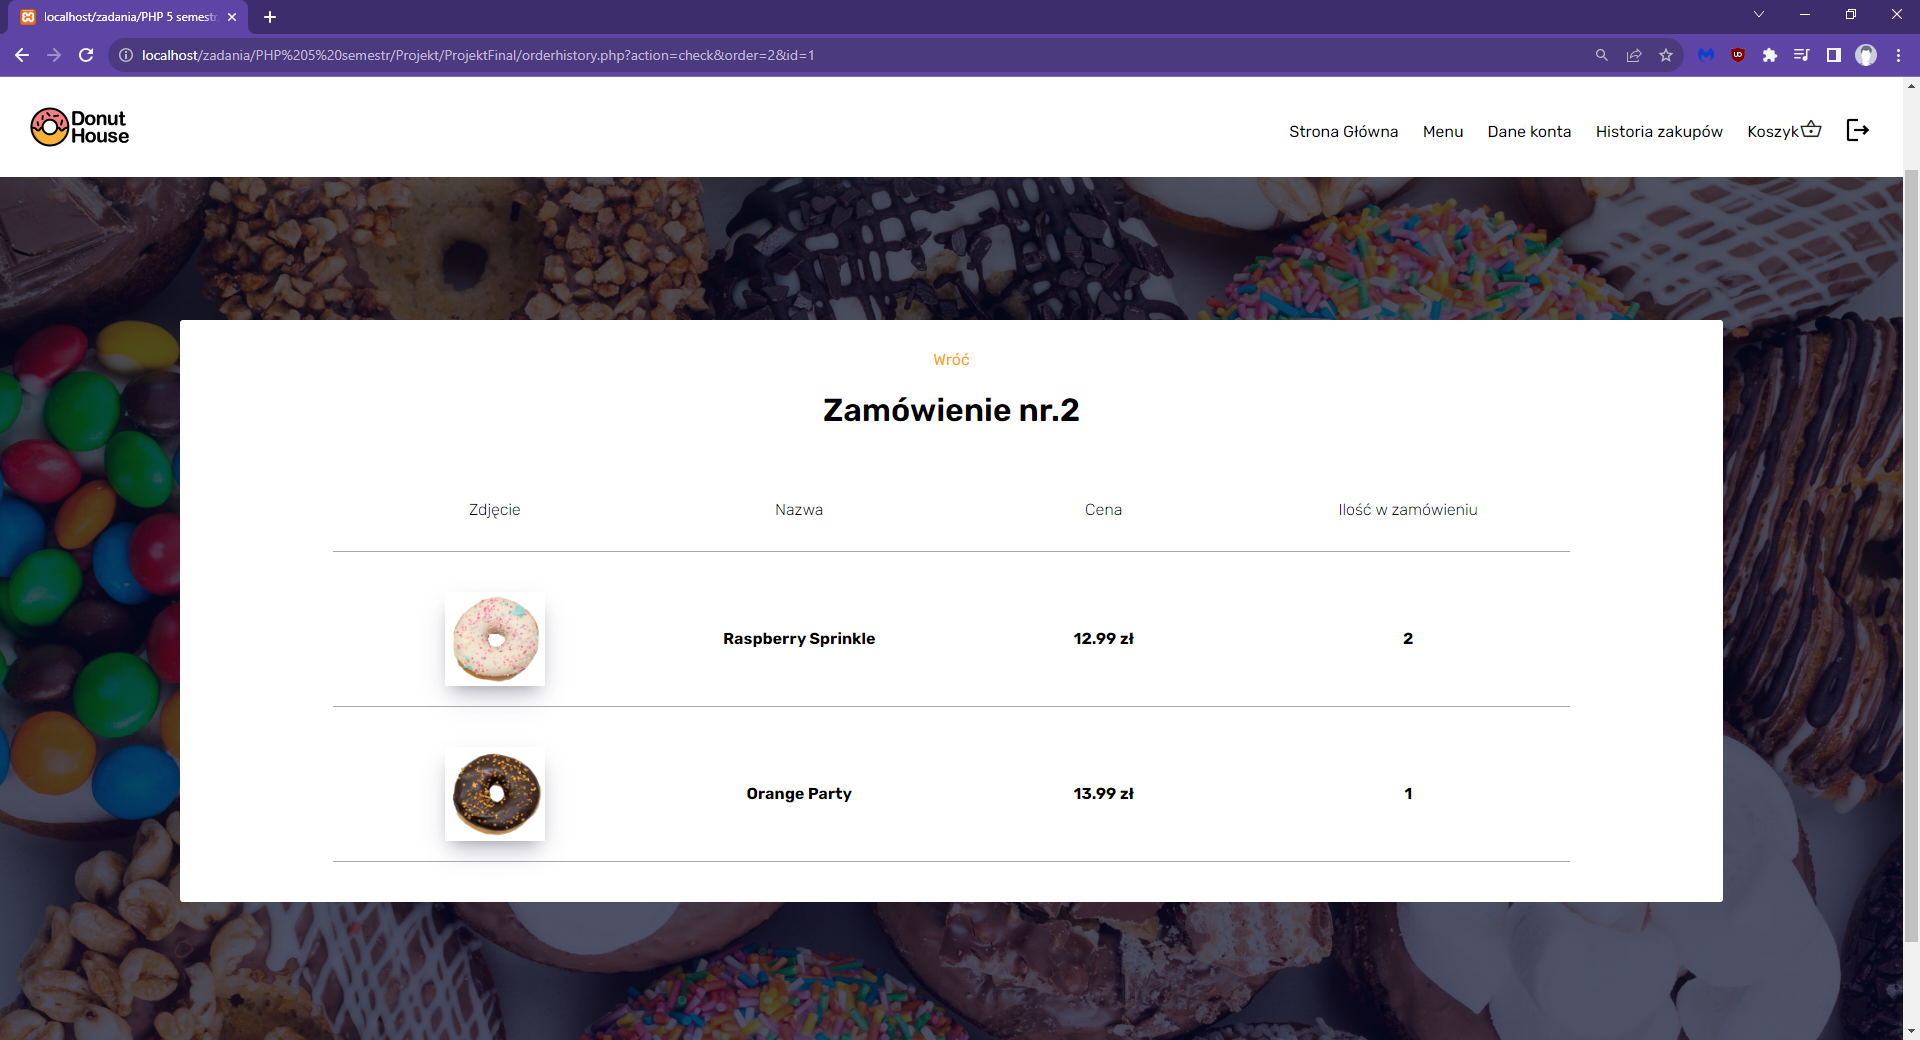 localhost/zadania/PHP 5 semestr
localhost/zadania/PHP%205%20semestr/Projekt/ProjektFinal/orderhistory.php?action=check&order=2&id=1
Donut
House
Strona Główna Menu Dane konta Historia zakupów Koszyk
Wróć
Zamówienie nr.2
Zdjęcie Nazwa Cena Ilość w zamówieniu
Raspberry Sprinkle 12.99 zł 2
Orange Party 13.99 zł 1